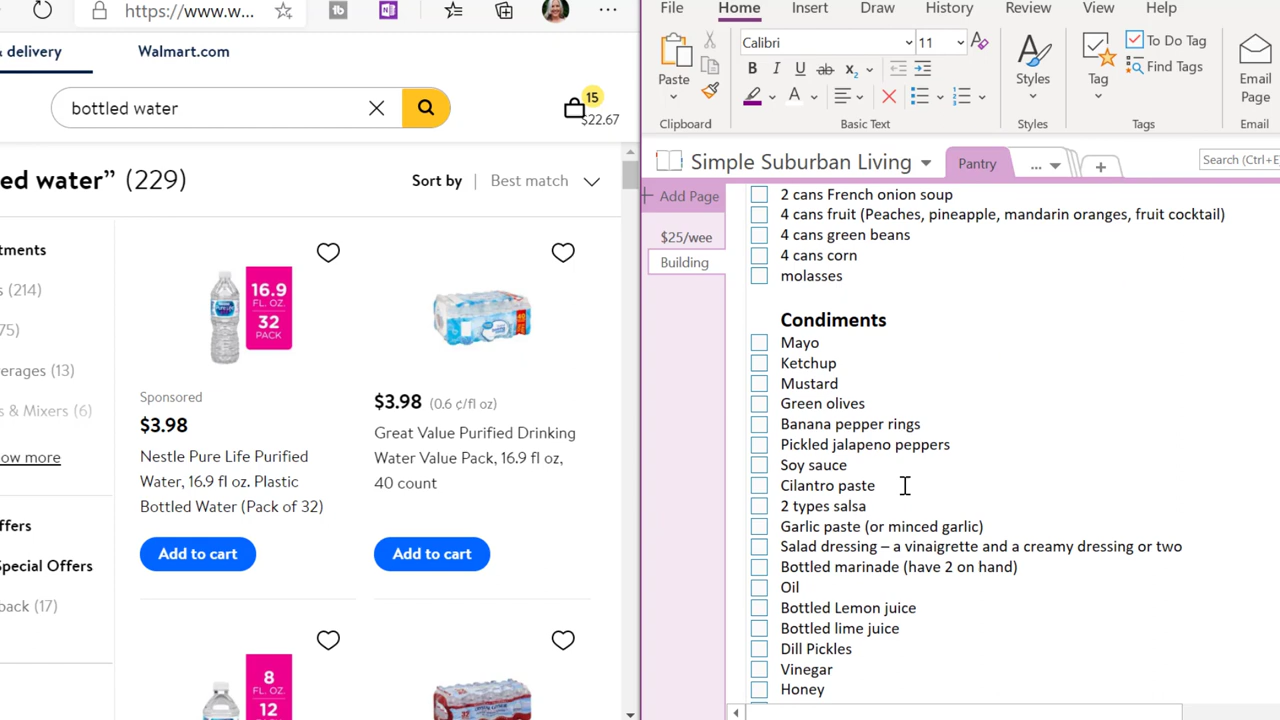 https://www.w...
& delivery
Walmart.com
bottled water
15
$22.67
ed water” (229)
Sort by
Best match
tments
s (214)
75)
erages (13)
s & Mixers (6)
ow more
ffers
Special Offers
back (17)
16.9
FL. OZ.
32
PACK
Sponsored
$3.98
Nestle Pure Life Purified
Water, 16.9 fl oz. Plastic
Bottled Water (Pack of 32)
Add to cart
$3.98 (0.6 ¢/fl oz)
Great Value Purified Drinking
Water Value Pack, 16.9 fl oz,
40 count
Add to cart
8
FL. OZ.
12
File
Home
Insert
Draw
History
Review
View
Help
Paste
Clipboard
Calibri
11
B I U ab x₂
A
Basic Text
Styles
Styles
Tag
To Do Tag
Find Tags
Tags
Email
Page
Email
Simple Suburban Living
Pantry
...
Search (Ctrl+E
Add Page
$25/wee
Building
2 cans French onion soup
4 cans fruit (Peaches, pineapple, mandarin oranges, fruit cocktail)
4 cans green beans
4 cans corn
molasses
Condiments
Mayo
Ketchup
Mustard
Green olives
Banana pepper rings
Pickled jalapeno peppers
Soy sauce
Cilantro paste
2 types salsa
Garlic paste (or minced garlic)
Salad dressing – a vinaigrette and a creamy dressing or two
Bottled marinade (have 2 on hand)
Oil
Bottled Lemon juice
Bottled lime juice
Dill Pickles
Vinegar
Honey